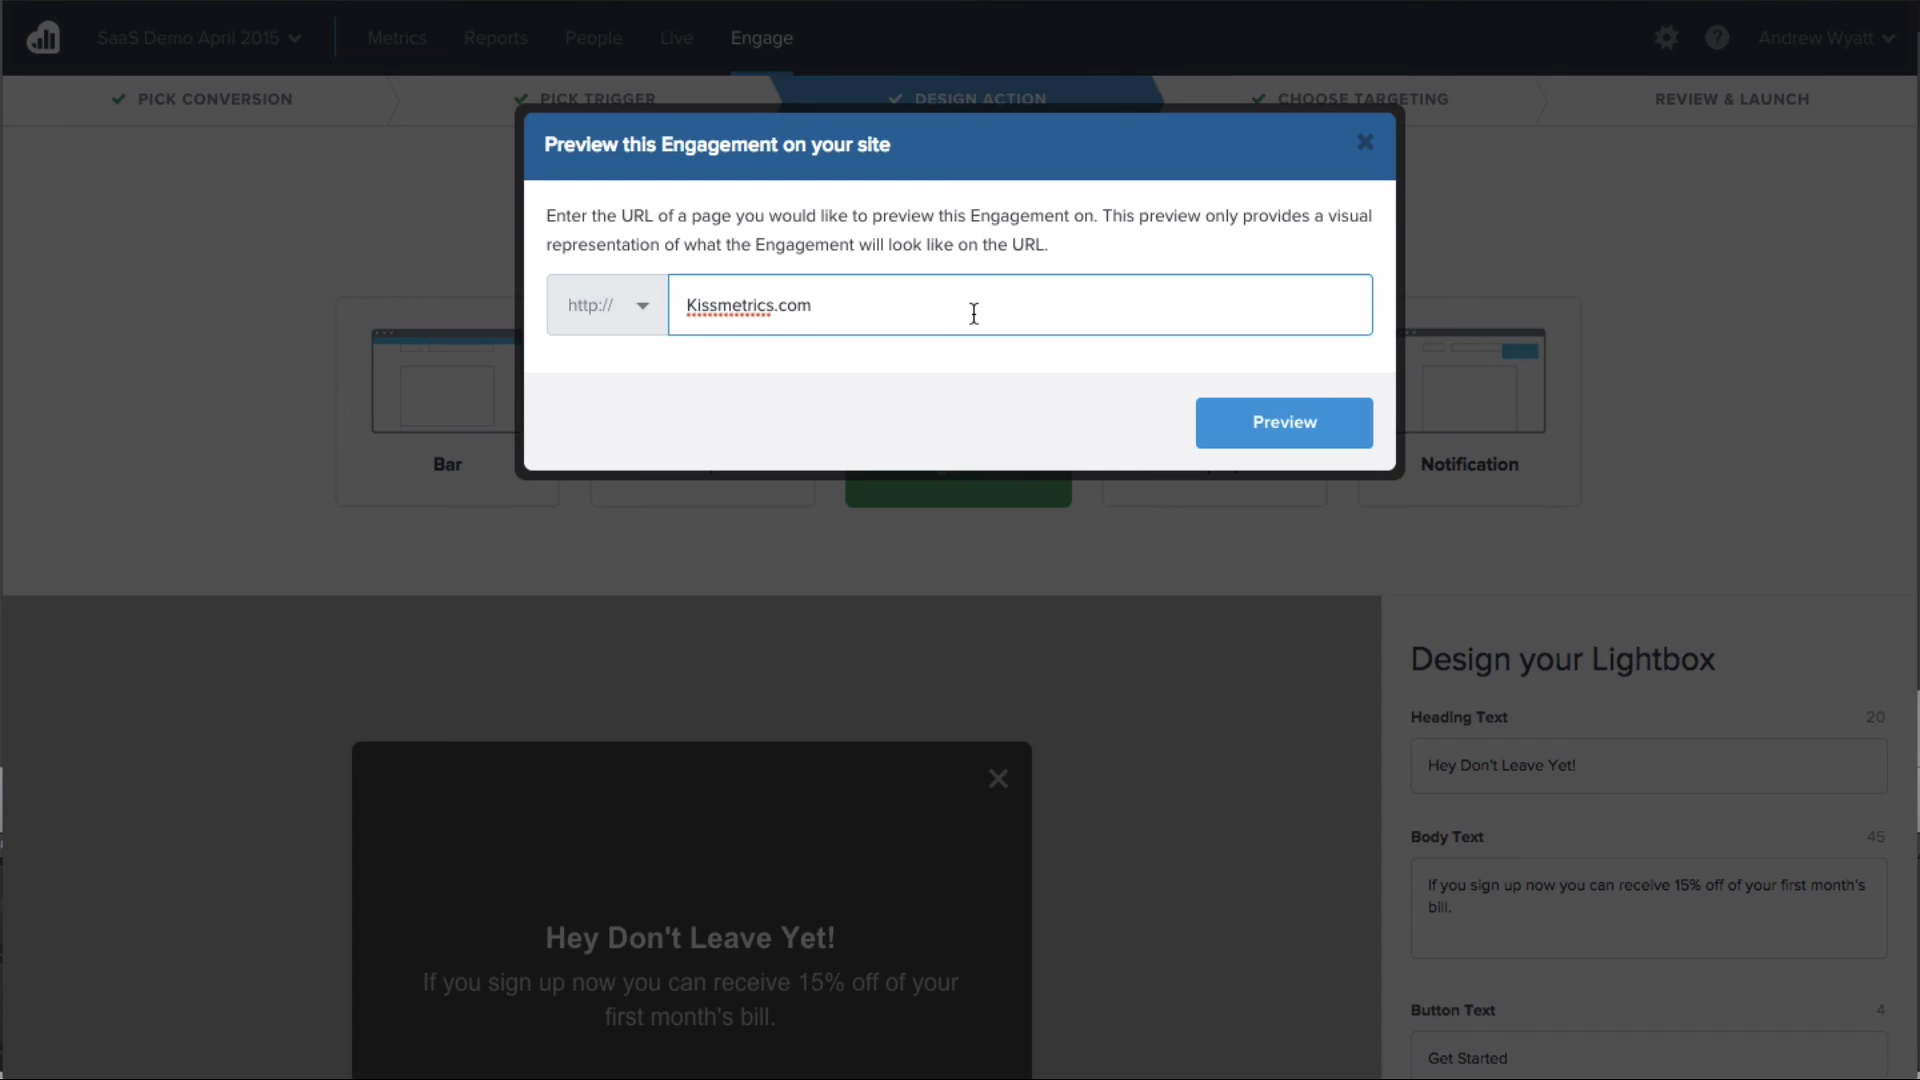 SaaS Demo April 2015
Metrics
Reports
People
Live
Engage
Andrew Wyatt
PICK CONVERSION
PICK TRIGGER
DESIGN ACTION
CHOOSE TARGETING
REVIEW & LAUNCH
Preview this Engagement on your site
Enter the URL of a page you would like to preview this Engagement on. This preview only provides a visual
representation of what the Engagement will look like on the URL.
http://
Kissmetrics.com
Preview
Bar
Notification
Design your Lightbox
Heading Text
20
Hey Don't Leave Yet!
Body Text
45
If you sign up now you can receive 15% off of your first month's
bill.
Button Text
4
Get Started
Hey Don't Leave Yet!
If you sign up now you can receive 15% off of your
first month's bill.